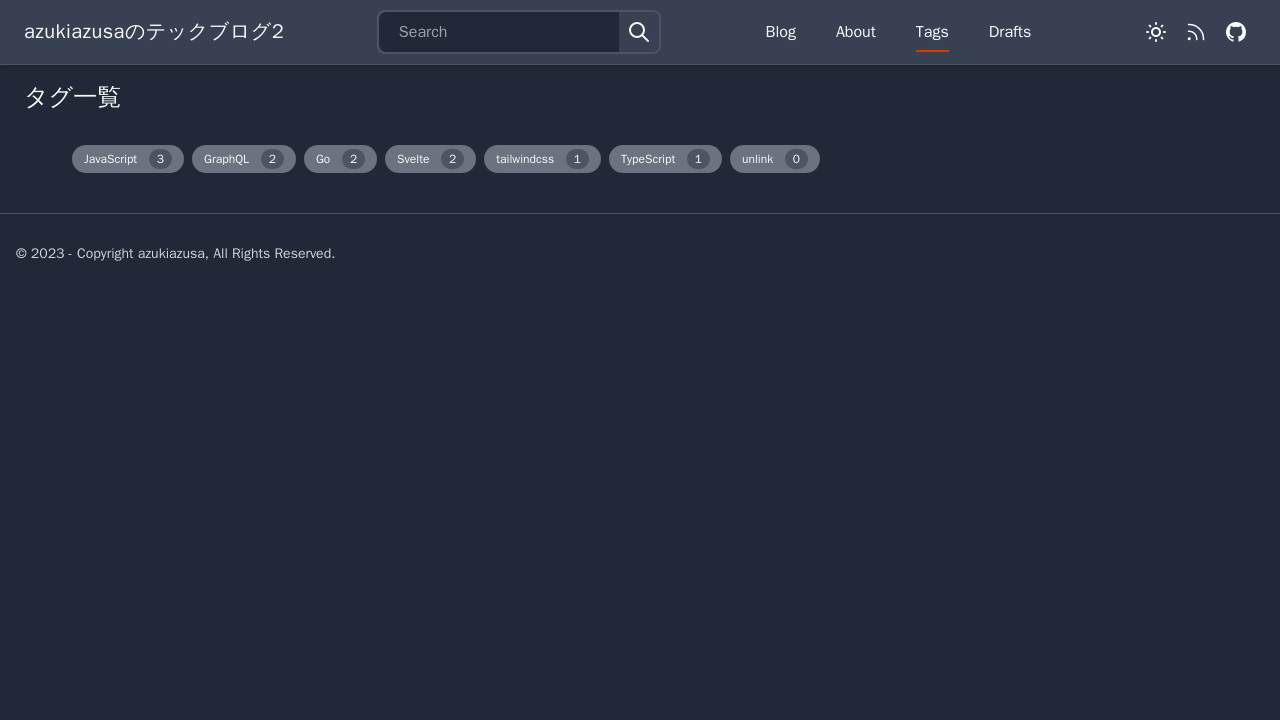 azukiazusaのテックブログ2 Search Blog About Tags Drafts
タグ一覧
JavaScript 3 GraphQL 2 Go 2 Svelte 2 tailwindcss 1 TypeScript 1 unlink 0
© 2023 - Copyright azukiazusa, All Rights Reserved.